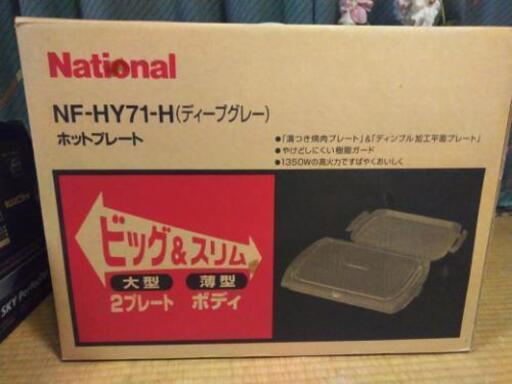 National
NF-HY71-H(ディープグレー)
ホットプレート
●「溝つき焼肉プレート」&「ディンプル加工平面プレート」
●やけどしにくい樹脂ガード
●1350Wの高火力ですばやくおいしく
ビッグ&スリム
大型 薄型
2プレート ボディ
SKY Perfec